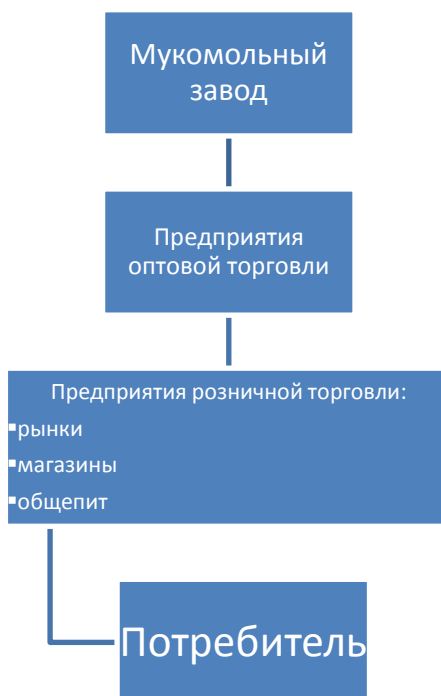 Мукомольный
завод
Предприятия
оптовой торговли
Предприятия розничной торговли:
▪рынки
▪магазины
▪общепит
Потребитель